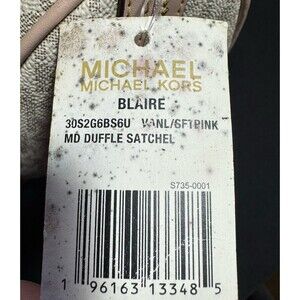 MICHAEL
MICHAEL KORS
BLAIRE
30S2G6BS6U VANL/SFTPINK
MD DUFFLE SATCHEL
S735-0001
1 96163 13348 5